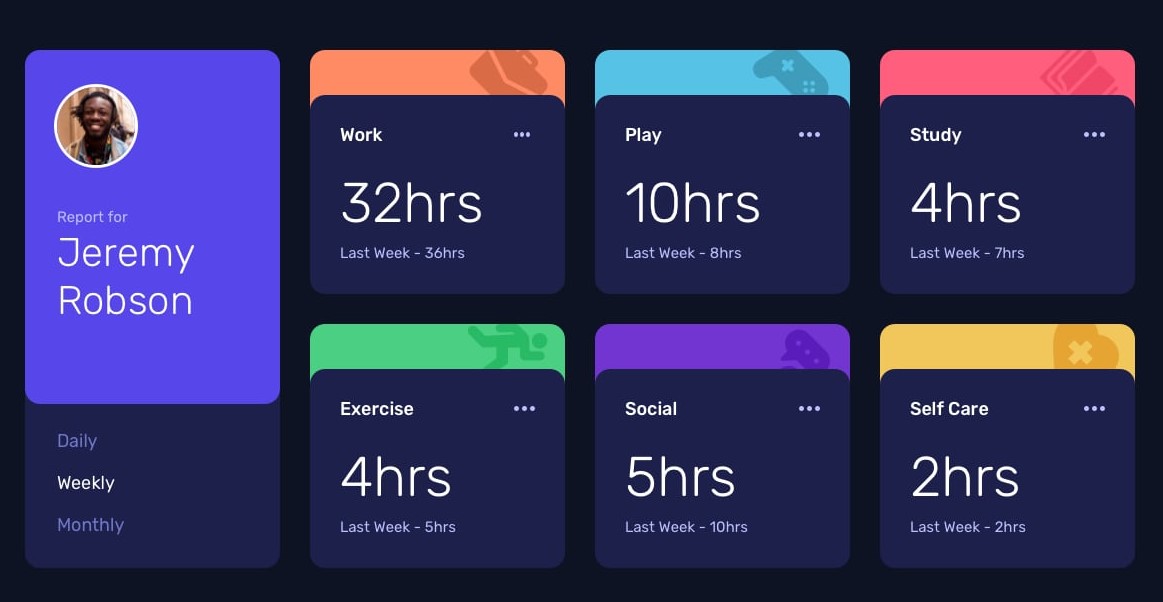 Report for
Jeremy
Robson
Daily
Weekly
Monthly
Work
32hrs
Last Week - 36hrs
Play
10hrs
Last Week - 8hrs
Study
4hrs
Last Week - 7hrs
Exercise
4hrs
Last Week - 5hrs
Social
5hrs
Last Week - 10hrs
Self Care
2hrs
Last Week - 2hrs